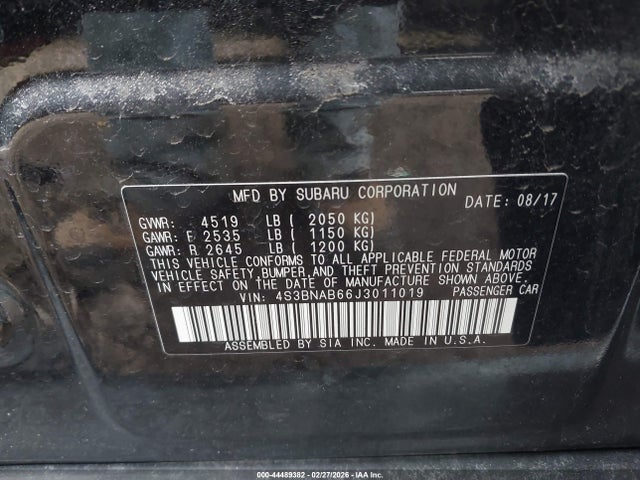 MFD BY SUBARU CORPORATION
DATE: 08/17
GVWR: 4519 LB ( 2050 KG)
GAWR: F 2535 LB ( 1150 KG)
GAWR: R 2645 LB ( 1200 KG)
THIS VEHICLE CONFORMS TO ALL APPLICABLE FEDERAL MOTOR
VEHICLE SAFETY,BUMPER,AND THEFT PREVENTION STANDARDS
IN EFFECT ON THE DATE OF MANUFACTURE SHOWN ABOVE.
VIN: 4S3BNAB66J3011019 PASSENGER CAR
ASSEMBLED BY SIA INC. MADE IN U.S.A.
000-44489382 - 02/27/2026 - IAA Inc.